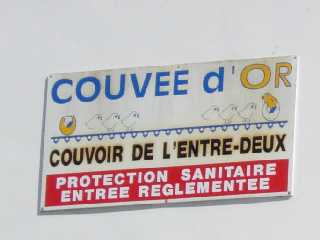 COUVEE d'OR
COUVOIR DE L'ENTRE-DEUX
PROTECTION SANITAIRE
ENTREE REGLEMENTEE